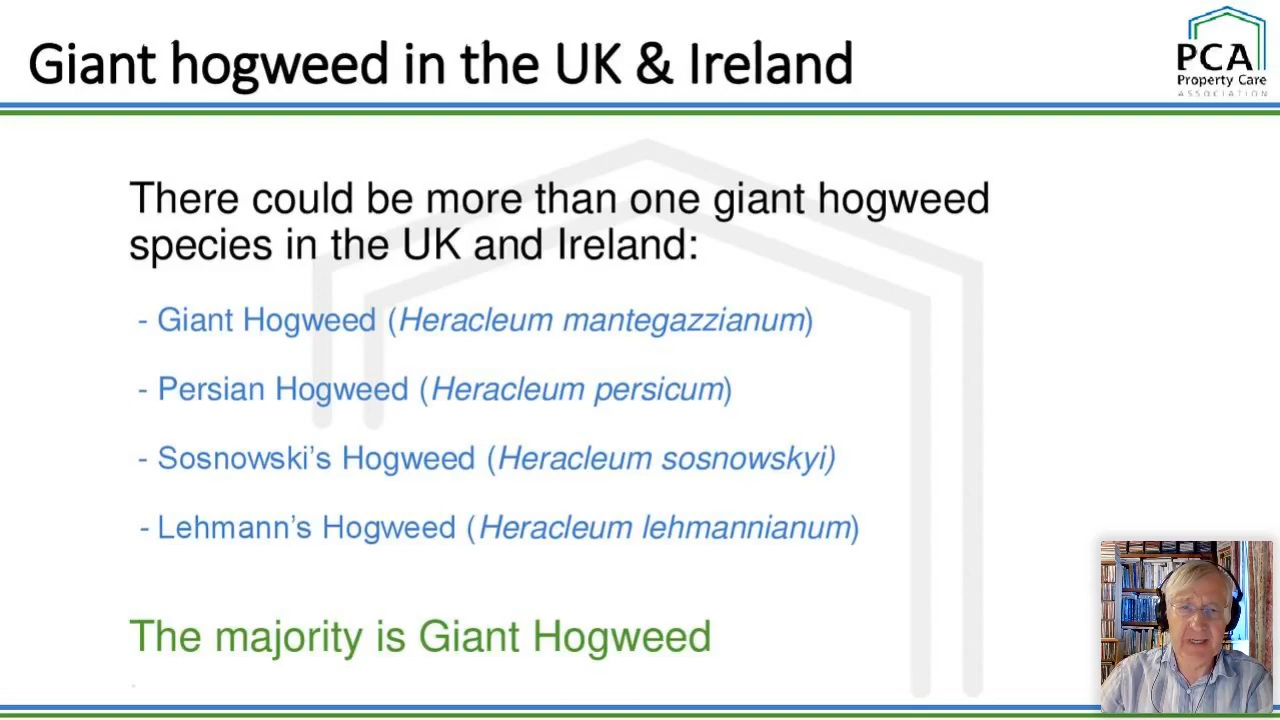 Giant hogweed in the UK & Ireland
PCA
Property Care
ASSOCIATION
There could be more than one giant hogweed
species in the UK and Ireland:
- Giant Hogweed (Heracleum mantegazzianum)
- Persian Hogweed (Heracleum persicum)
- Sosnowski’s Hogweed (Heracleum sosnowskyi)
- Lehmann’s Hogweed (Heracleum lehmannianum)
The majority is Giant Hogweed